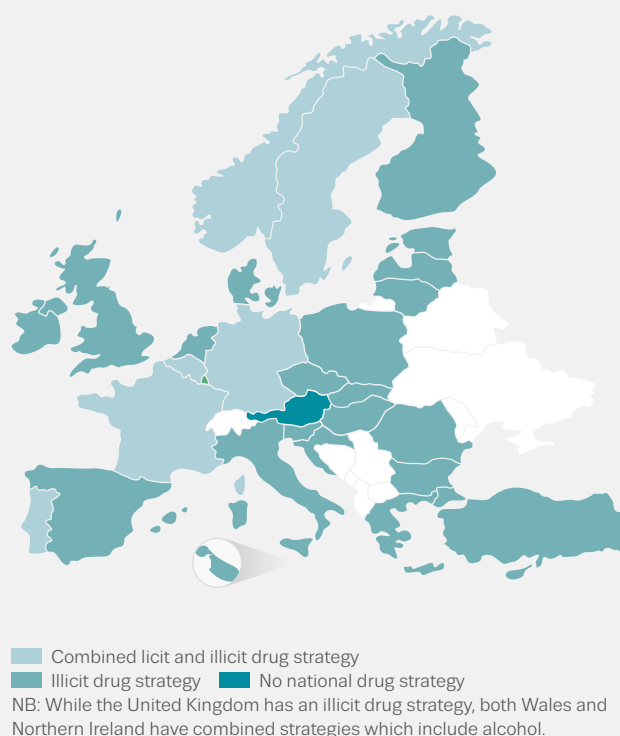 Combined licit and illicit drug strategy
Illicit drug strategy No national drug strategy
NB: While the United Kingdom has an illicit drug strategy, both Wales and
Northern Ireland have combined strategies which include alcohol.